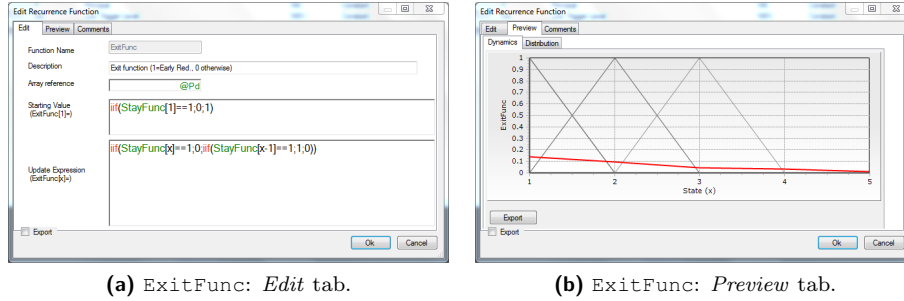 Edit Recurrence Function
Edit Preview Comments
Function Name ExitFunc
Description Exit function (1=Early Red., 0 otherwise)
Array reference @Pd
Starting Value
(ExitFunc[1]=)
iif(StayFunc[1]==1;0;1)
Update Expression
(ExitFunc[x]=)
iif(StayFunc[x]==1;0;iif(StayFunc[x-1]==1;1;0))
Export
Ok Cancel
(a) ExitFunc: Edit tab.
Edit Recurrence Function
Edit Preview Comments
Dynamics Distribution
ExitFunc
1
0.9
0.8
0.7
0.6
0.5
0.4
0.3
0.2
0.1
0
1 2 3 4 5
State (x)
Export
Export
Ok Cancel
(b) ExitFunc: Preview tab.